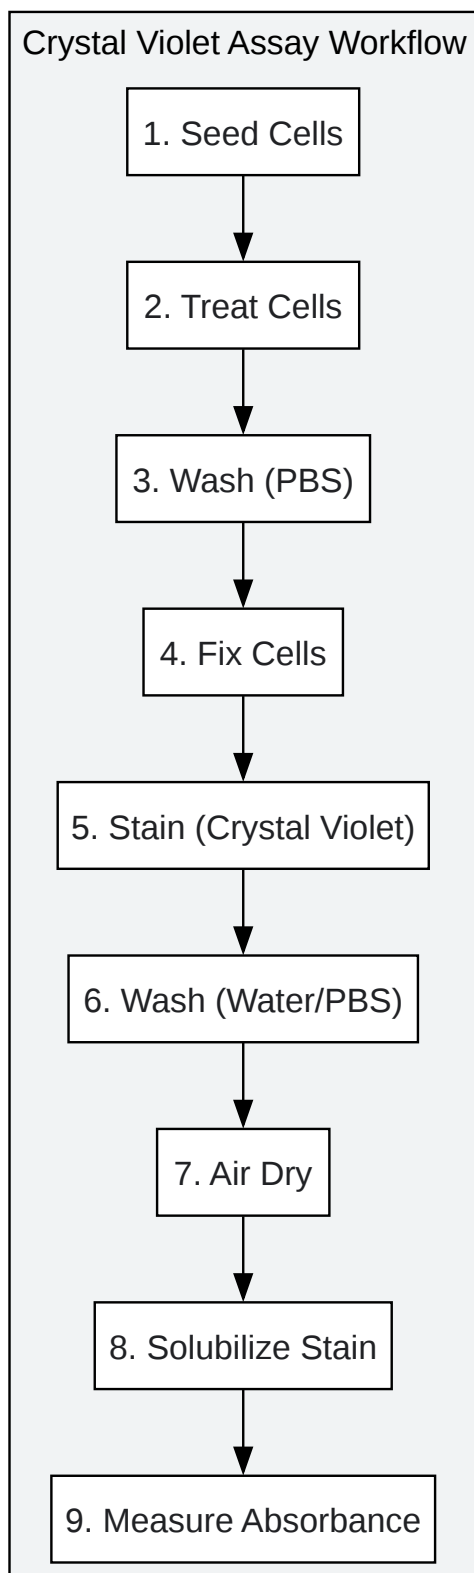 Crystal Violet Assay Workflow
1. Seed Cells
2. Treat Cells
3. Wash (PBS)
4. Fix Cells
5. Stain (Crystal Violet)
6. Wash (Water/PBS)
7. Air Dry
8. Solubilize Stain
9. Measure Absorbance